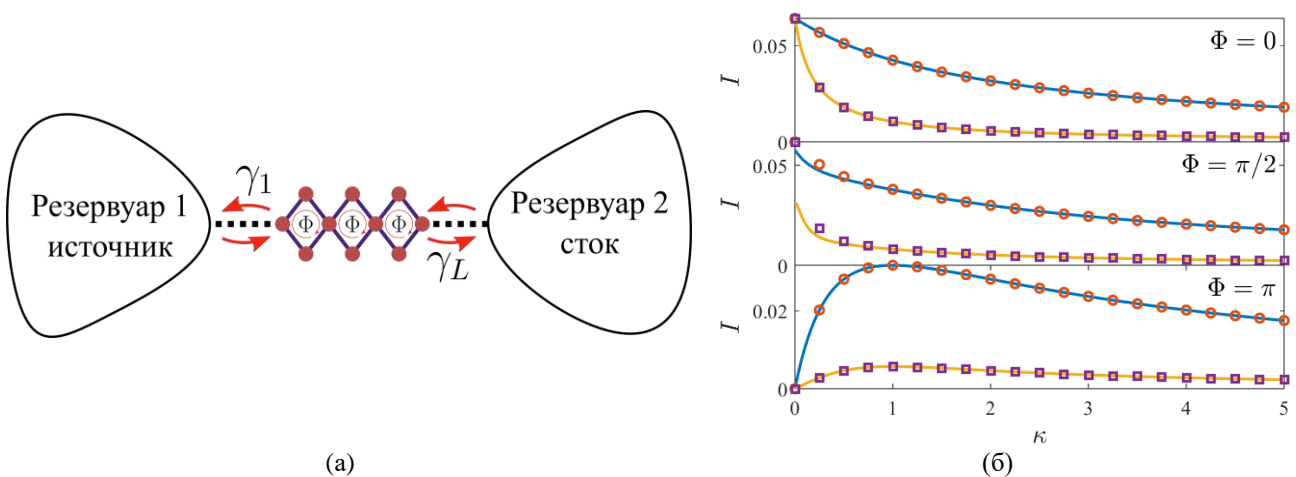 Резервуар 1
источник
γ1
Φ Φ Φ
γL
Резервуар 2
сток
(а)
I
0.05
0
Φ = 0
I
0.05
0
Φ = π/2
I
0.02
0
Φ = π
0 1 2 3 4 5
κ
(б)